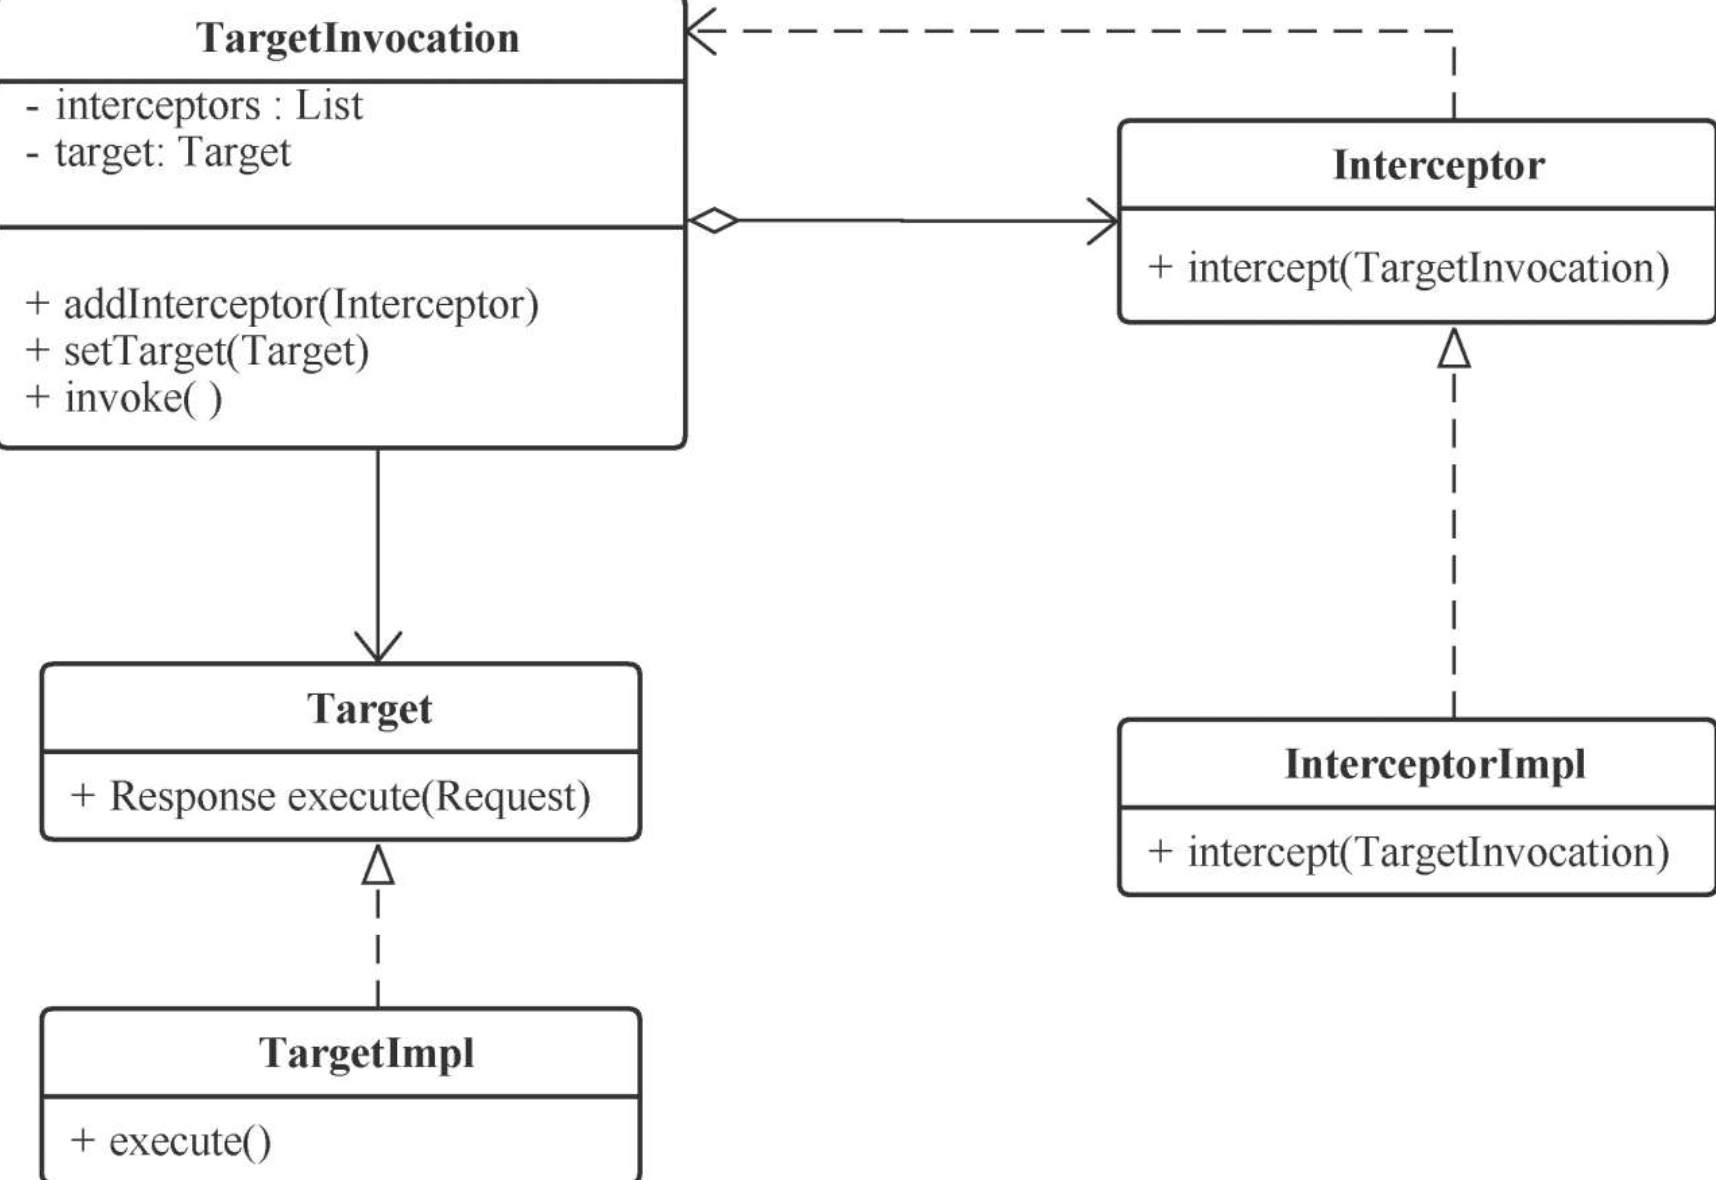 TargetInvocation
- interceptors : List
- target: Target
+ addInterceptor(Interceptor)
+ setTarget(Target)
+ invoke( )
Interceptor
+ intercept(TargetInvocation)
Target
+ Response execute(Request)
InterceptorImpl
+ intercept(TargetInvocation)
TargetImpl
+ execute()